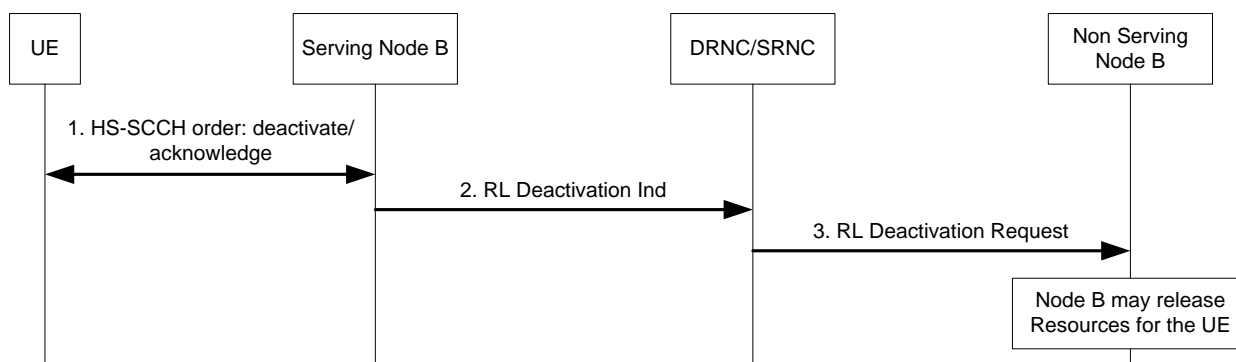 UE
Serving Node B
DRNC/SRNC
Non Serving
Node B
1. HS-SCCH order: deactivate/
acknowledge
2. RL Deactivation Ind
3. RL Deactivation Request
Node B may release
Resources for the UE